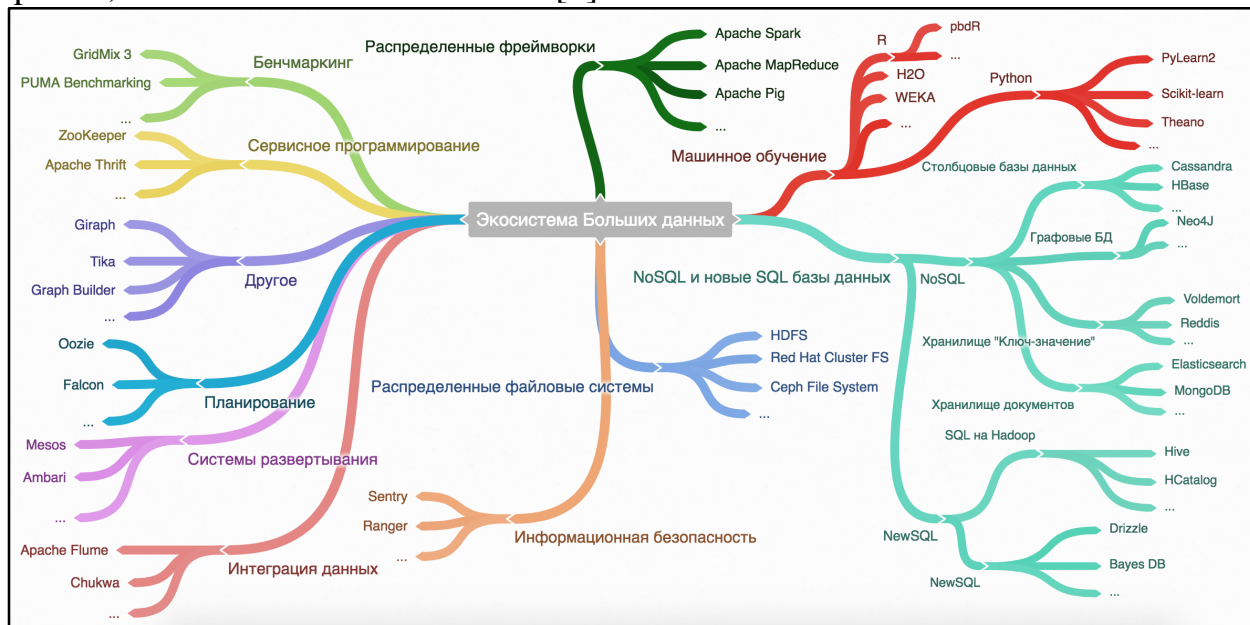 GridMix 3
PUMA Benchmarking
...
Бенчмаркинг
ZooKeeper
Apache Thrift
...
Сервисное программирование
Giraph
Tika
Graph Builder
...
Другое
Oozie
Falcon
...
Планирование
Mesos
Ambari
...
Системы развертывания
Apache Flume
Chukwa
...
Интеграция данных
Распределенные фреймворки
Apache Spark
Apache MapReduce
Apache Pig
...
Экосистема Больших данных
Распределенные файловые системы
HDFS
Red Hat Cluster FS
Ceph File System
...
Sentry
Ranger
...
Информационная безопасность
Машинное обучение
R
pbdR
...
H2O
WEKA
...
Python
PyLearn2
Scikit-learn
Theano
...
NoSQL и новые SQL базы данных
NoSQL
Столбцовые базы данных
Cassandra
HBase
...
Графовые БД
Neo4J
...
Хранилище "Ключ-значение"
Voldemort
Reddis
...
Хранилище документов
Elasticsearch
MongoDB
...
NewSQL
SQL на Hadoop
Hive
HCatalog
...
NewSQL
Drizzle
Bayes DB
...